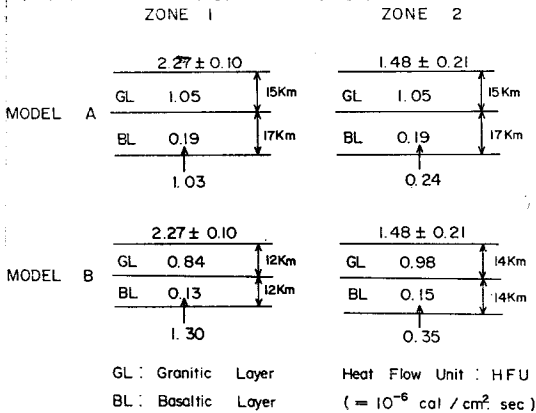 ZONE 1 ZONE 2
2.27 ± 0.10 1.48 ± 0.21
GL 1.05 15Km GL 1.05 15Km
MODEL A
BL 0.19 17Km BL 0.19 17Km
1.03 0.24
2.27 ± 0.10 1.48 ± 0.21
GL 0.84 12Km GL 0.98 14Km
MODEL B
BL 0.13 12Km BL 0.15 14Km
1.30 0.35
GL : Granitic Layer Heat Flow Unit : HFU
BL : Basaltic Layer ( = 10⁻⁶ cal / cm² sec )